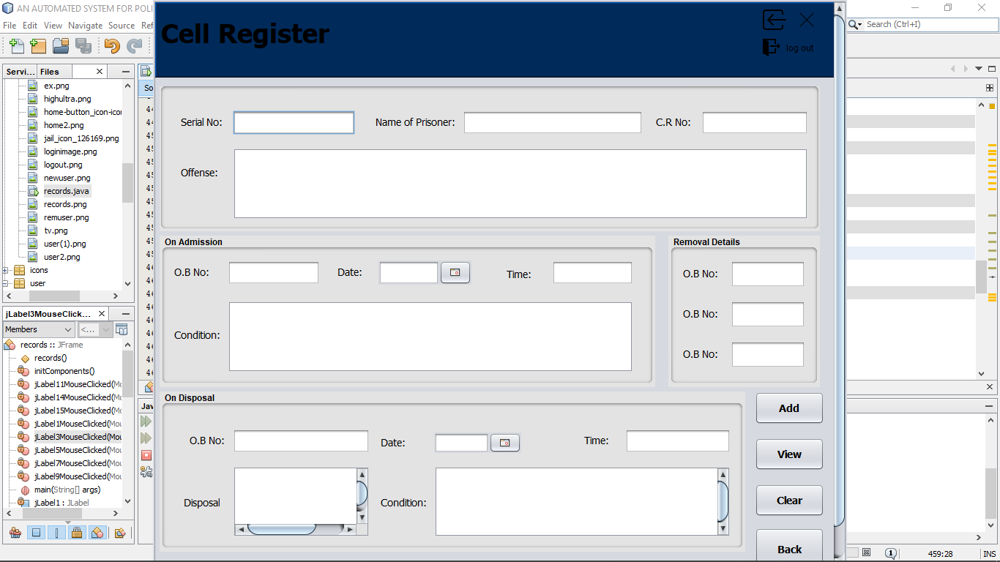 AN AUTOMATED SYSTEM FOR POLI
File Edit View Navigate Source Ref
Search (Ctrl+I)
Cell Register
log out
Servi... Files
So
ex.png
highultra.png
home-button_icon-icon
home2.png
jail_icon_126169.png
loginimage.png
logout.png
newuser.png
records.java
records.png
remuser.png
tv.png
user(1).png
user2.png
icons
user
Serial No:
Name of Prisoner:
C.R No:
Offense:
On Admission
O.B No:
Date:
Time:
Condition:
Removal Details
O.B No:
O.B No:
O.B No:
On Disposal
O.B No:
Date:
Time:
Disposal
Condition:
Add
View
Clear
Back
jLabel3MouseClick...
Members
<...
records :: JFrame
records()
initComponents()
jLabel11MouseClicked(Mo
jLabel14MouseClicked(Mo
jLabel15MouseClicked(Mo
jLabel1MouseClicked(Mou
jLabel3MouseClicked(Mou
jLabel5MouseClicked(Mou
jLabel7MouseClicked(Mou
jLabel9MouseClicked(Mou
main(String[] args)
jLabel1 : JLabel
Jav
1
459:28
INS